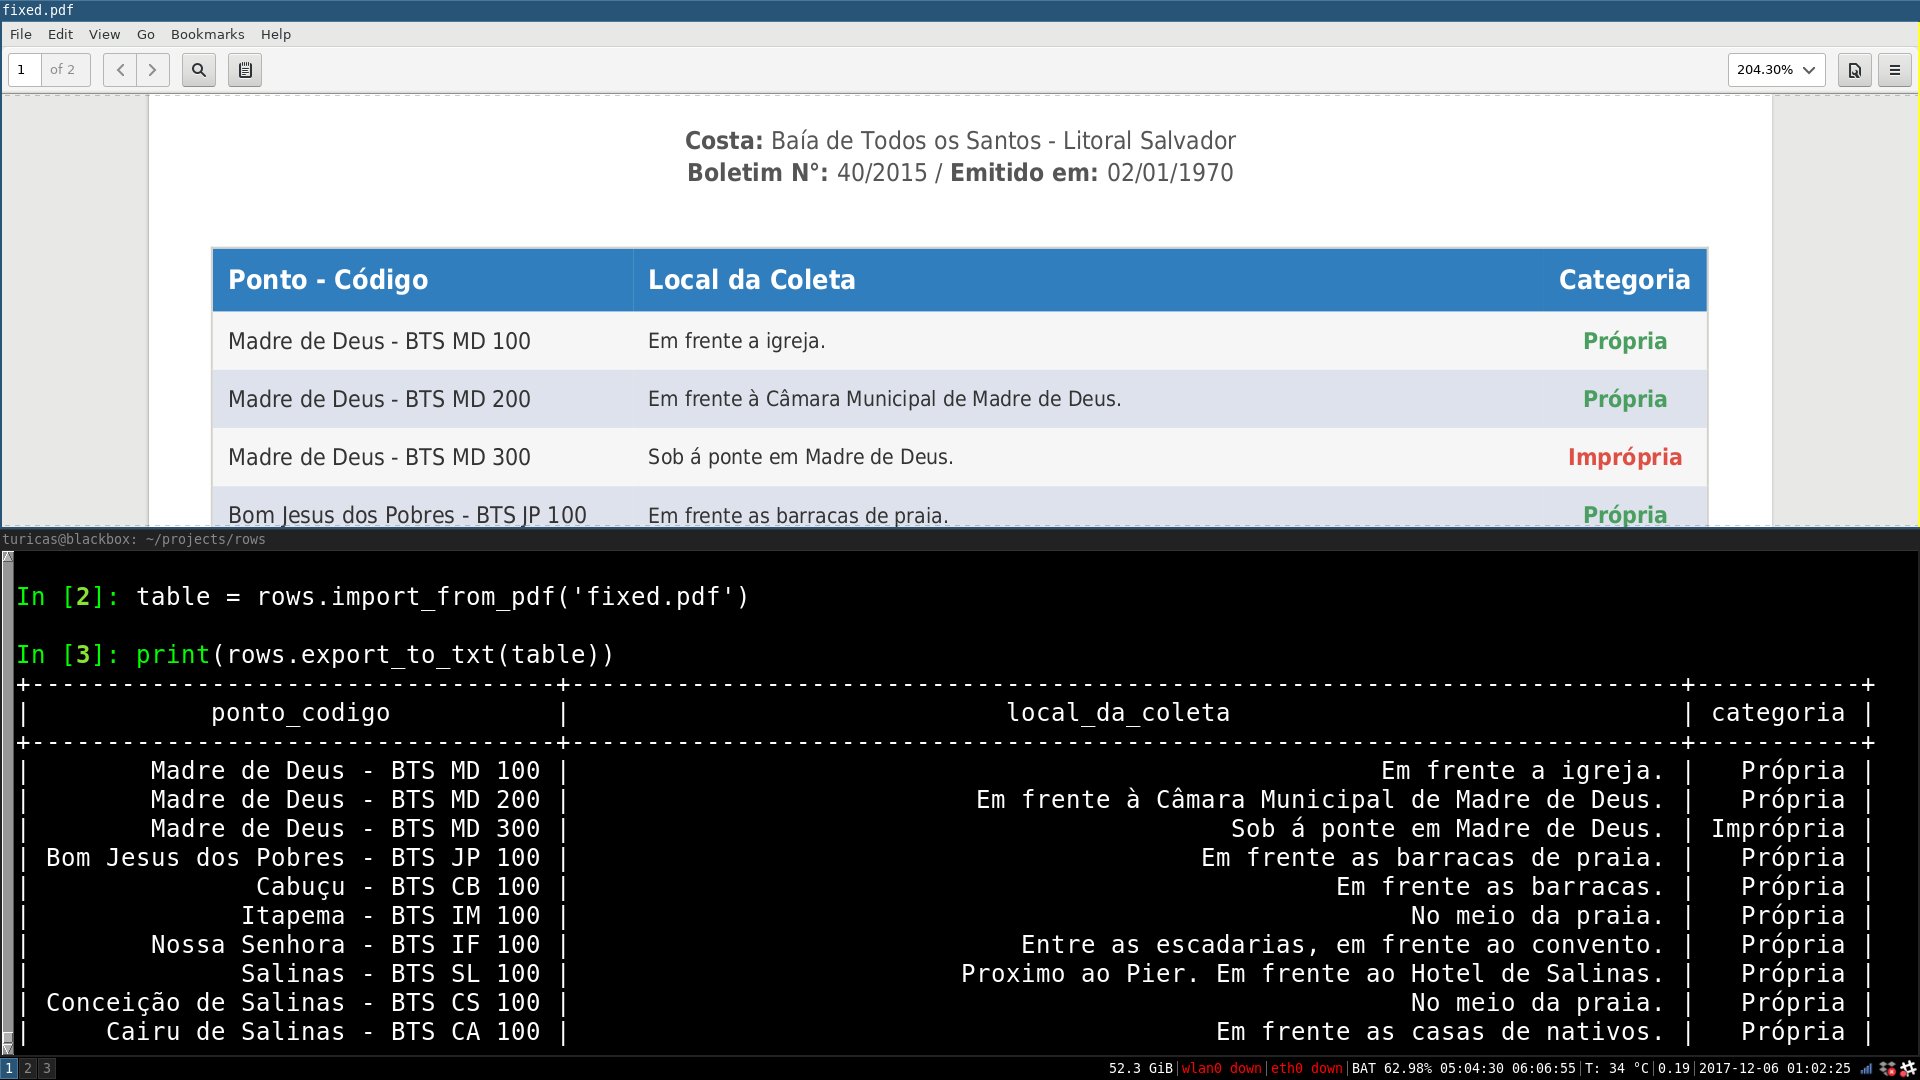 fixed.pdf
File Edit View Go Bookmarks Help
1 of 2 204.30%
Costa: Baía de Todos os Santos - Litoral Salvador
Boletim N°: 40/2015 / Emitido em: 02/01/1970
Ponto - Código Local da Coleta Categoria
Madre de Deus - BTS MD 100 Em frente a igreja. Própria
Madre de Deus - BTS MD 200 Em frente à Câmara Municipal de Madre de Deus. Própria
Madre de Deus - BTS MD 300 Sob á ponte em Madre de Deus. Imprópria
Bom Jesus dos Pobres - BTS JP 100 Em frente as barracas de praia. Própria
turicas@blackbox: ~/projects/rows
In [2]: table = rows.import_from_pdf('fixed.pdf')
In [3]: print(rows.export_to_txt(table))
+-----------------------------------+--------------------------------------------------------------------------+-----------+
| ponto_codigo | local_da_coleta | categoria |
+-----------------------------------+--------------------------------------------------------------------------+-----------+
| Madre de Deus - BTS MD 100 | Em frente a igreja. | Própria |
| Madre de Deus - BTS MD 200 | Em frente à Câmara Municipal de Madre de Deus. | Própria |
| Madre de Deus - BTS MD 300 | Sob á ponte em Madre de Deus. | Imprópria |
| Bom Jesus dos Pobres - BTS JP 100 | Em frente as barracas de praia. | Própria |
| Cabuçu - BTS CB 100 | Em frente as barracas. | Própria |
| Itapema - BTS IM 100 | No meio da praia. | Própria |
| Nossa Senhora - BTS IF 100 | Entre as escadarias, em frente ao convento. | Própria |
| Salinas - BTS SL 100 | Proximo ao Pier. Em frente ao Hotel de Salinas. | Própria |
| Conceição de Salinas - BTS CS 100 | No meio da praia. | Própria |
| Cairu de Salinas - BTS CA 100 | Em frente as casas de nativos. | Própria |
1 2 3 52.3 GiB|wlan0 down|eth0 down|BAT 62.98% 05:04:30 06:06:55|T: 34 °C|0.19|2017-12-06 01:02:25